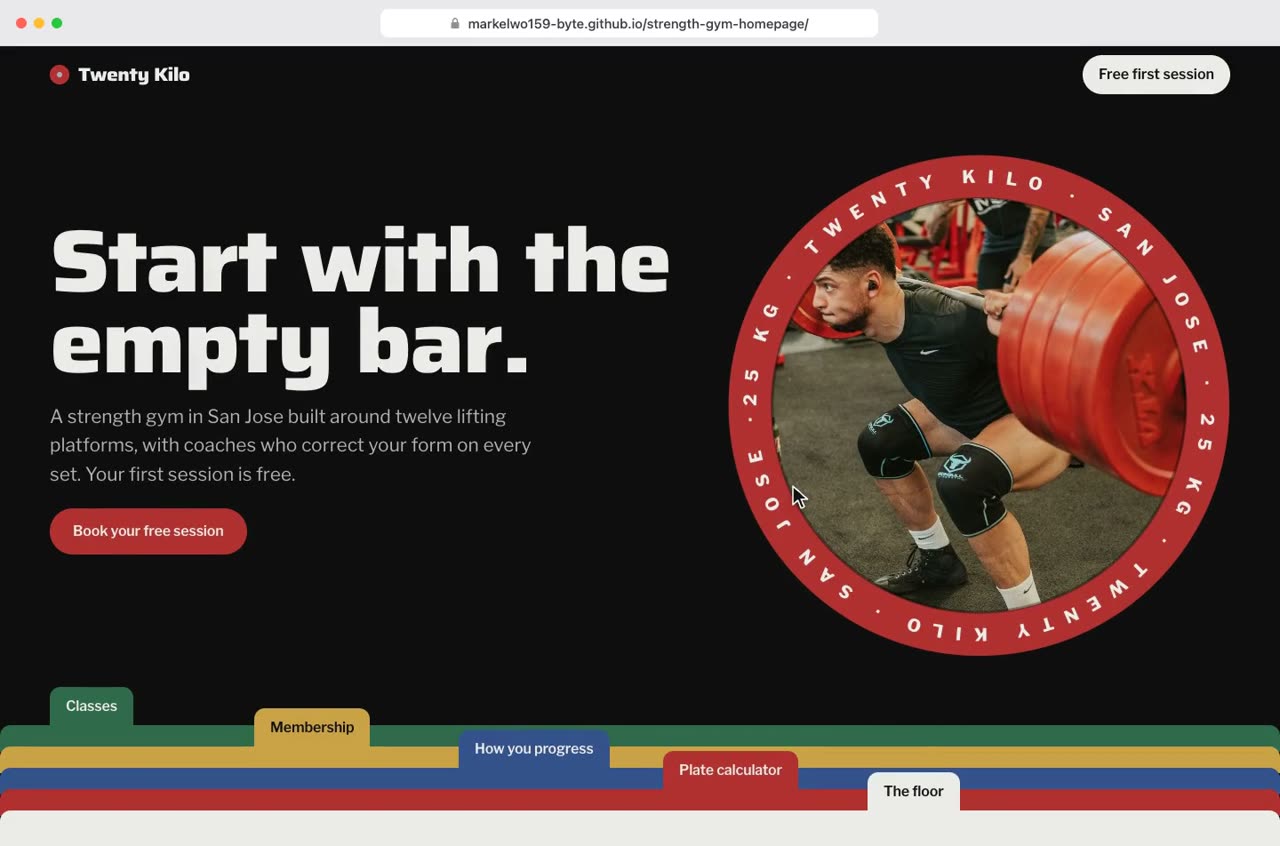 markelwo159-byte.github.io/strength-gym-homepage/
Twenty Kilo
Free first session
Start with the
empty bar.
A strength gym in San Jose built around twelve lifting
platforms, with coaches who correct your form on every
set. Your first session is free.
Book your free session
TWENTY KILO · SAN JOSE · 25 KG · TWENTY KILO · SAN JOSE · 25 KG ·
Classes
Membership
How you progress
Plate calculator
The floor